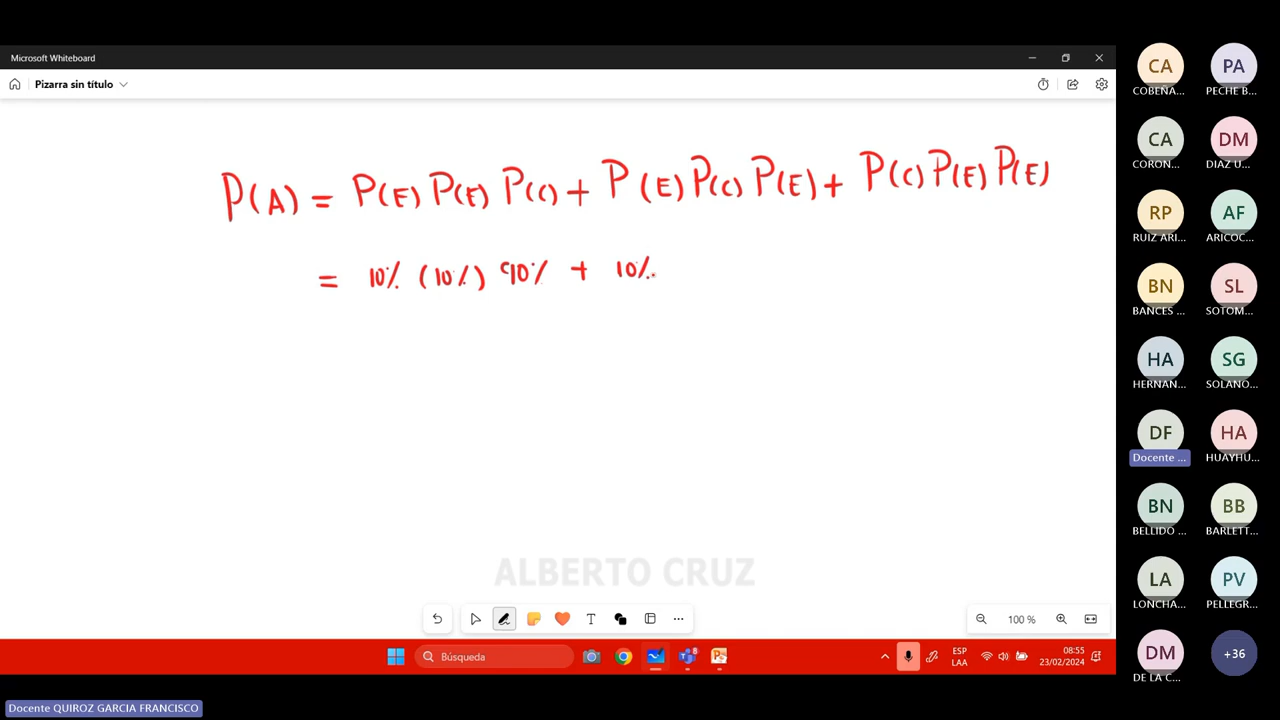 Microsoft Whiteboard
Pizarra sin título
P(A) = P(E) P(E) P(C) + P(E) P(C) P(E) + P(C) P(E) P(E)
= 10% (10%) 90% + 10%
ALBERTO CRUZ
100 %
Búsqueda
8
ESP
LAA
08:55
23/02/2024
CA
COBEÑA...
PA
PECHE B...
CA
CORON...
DM
DIAZ U...
RP
RUIZ ARI...
AF
ARICOC...
BN
BANCES ...
SL
SOTOM...
HA
HERNAN...
SG
SOLANO...
DF
Docente ...
HA
HUAYHU...
BN
BELLIDO ...
BB
BARLETT...
LA
LONCHA...
PV
PELLEGR...
DM
DE LA C...
+36
Docente QUIROZ GARCIA FRANCISCO